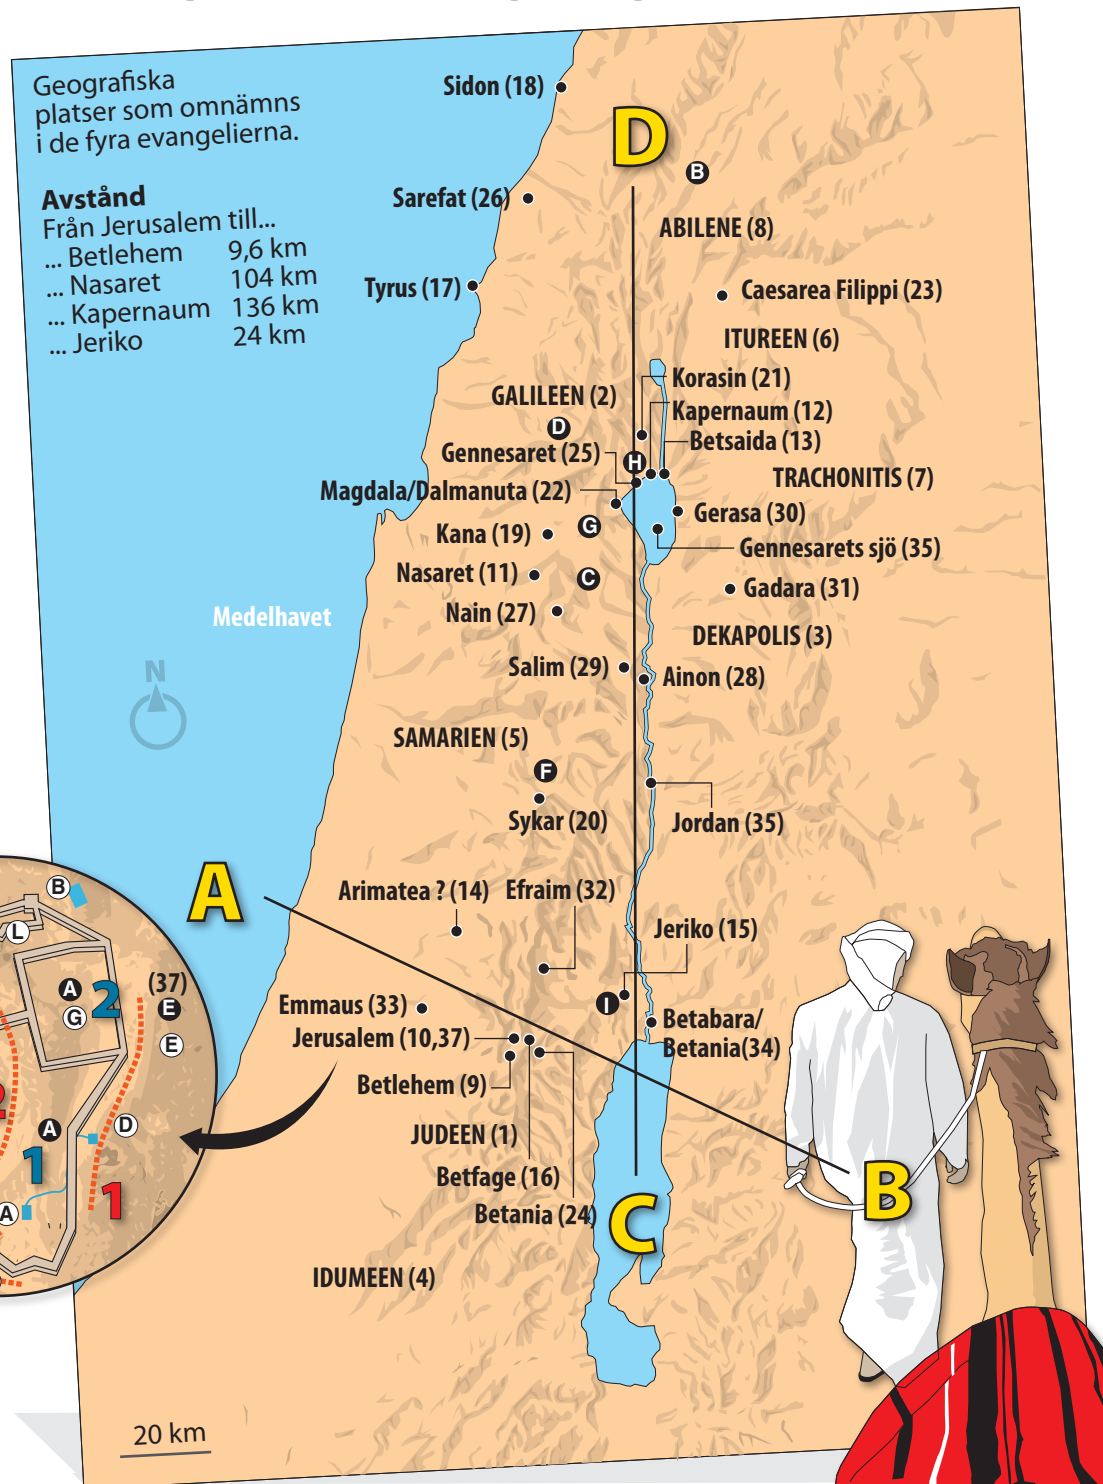 Geografiska
platser som omnämns
i de fyra evangelierna.
Avstånd
Från Jerusalem till...
... Betlehem 9,6 km
... Nasaret 104 km
... Kapernaum 136 km
... Jeriko 24 km
Sidon (18)
D
B
Sarefat (26)
ABILENE (8)
Tyrus (17)
Caesarea Filippi (23)
ITUREEN (6)
Korasin (21)
GALILEEN (2)
Kapernaum (12)
D
Betsaida (13)
Gennesaret (25)
H
TRACHONITIS (7)
Magdala/Dalmanuta (22)
Gerasa (30)
Kana (19)
G
Gennesarets sjö (35)
Nasaret (11)
C
Gadara (31)
Medelhavet
Nain (27)
DEKAPOLIS (3)
N
Salim (29)
Ainon (28)
SAMARIEN (5)
F
Sykar (20)
Jordan (35)
A
Arimatea ? (14)
Efraim (32)
Jeriko (15)
I
Emmaus (33)
Betabara/
Betania(34)
Jerusalem (10,37)
Betlehem (9)
JUDEEN (1)
Betfage (16)
Betania (24)
C
B
IDUMEEN (4)
20 km
B
L
(37)
A
2
E
G
E
2
A
D
1
1
A